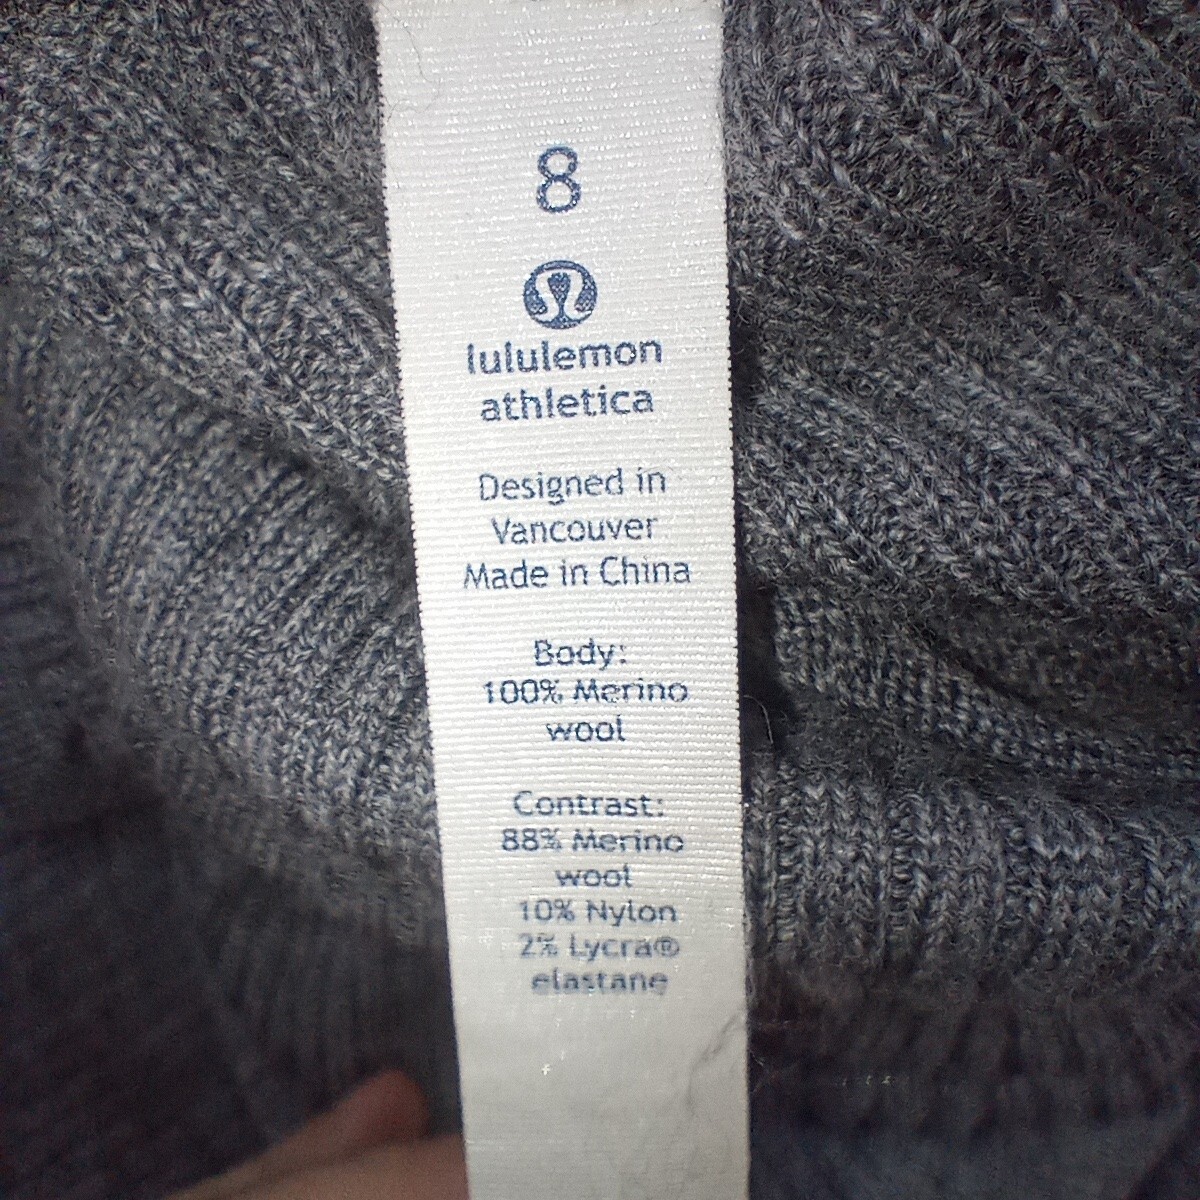 8
lululemon
athletica
Designed in
Vancouver
Made in China
Body:
100% Merino
wool
Contrast:
88% Merino
wool
10% Nylon
2% Lycra®
elastane